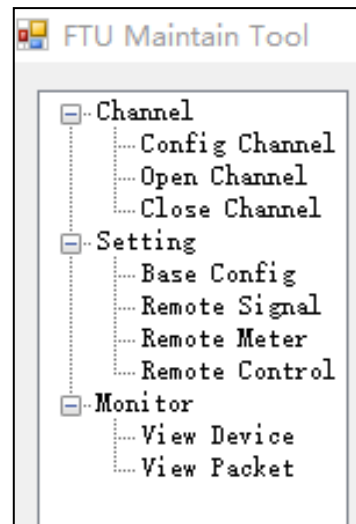 FTU Maintain Tool
Channel
Config Channel
Open Channel
Close Channel
Setting
Base Config
Remote Signal
Remote Meter
Remote Control
Monitor
View Device
View Packet